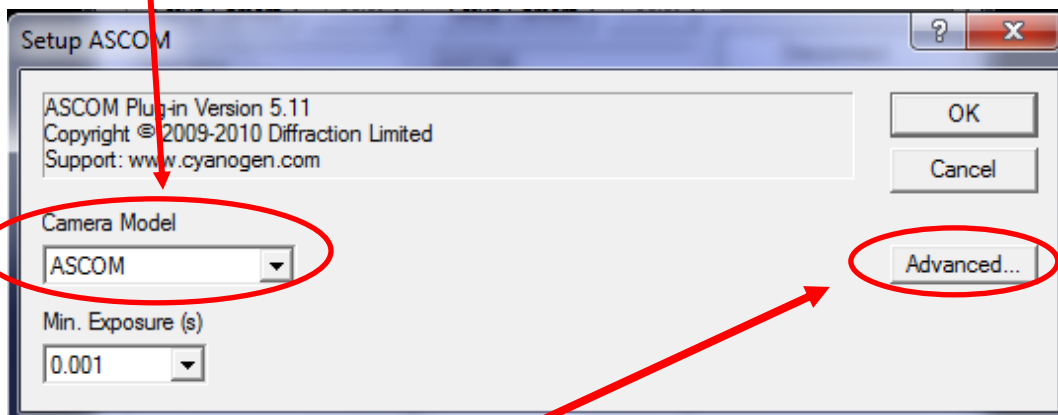 Setup ASCOM
ASCOM Plug-in Version 5.11
Copyright © 2009-2010 Diffraction Limited
Support: www.cyanogen.com
OK
Cancel
Camera Model
ASCOM
Advanced...
Min. Exposure (s)
0.001